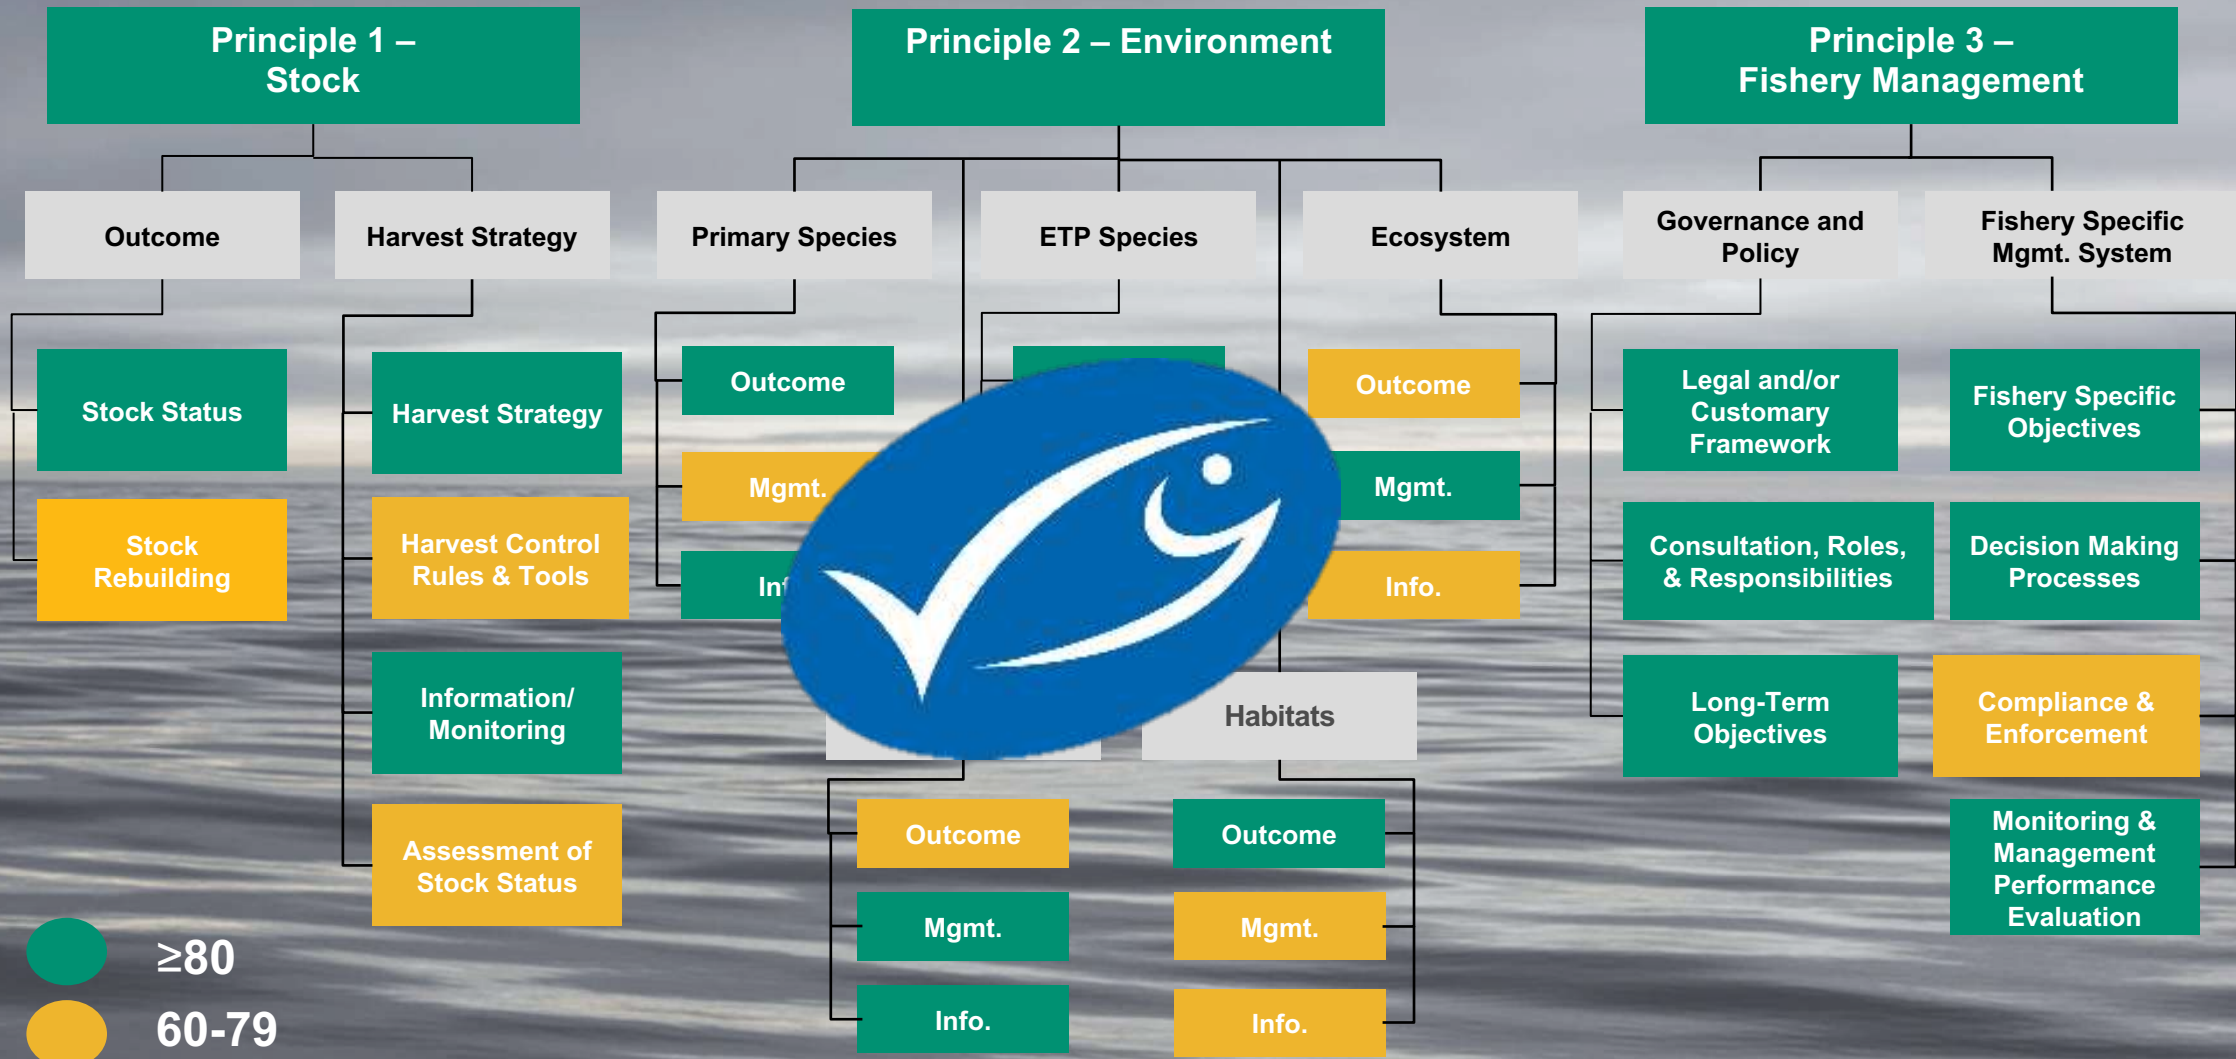 Principle 1 –
Stock
Principle 2 – Environment
Principle 3 –
Fishery Management
Outcome
Harvest Strategy
Primary Species
ETP Species
Ecosystem
Governance and
Policy
Fishery Specific
Mgmt. System
Stock Status
Stock
Rebuilding
Harvest Strategy
Harvest Control
Rules & Tools
Information/
Monitoring
Assessment of
Stock Status
Outcome
Mgmt.
Outcome
Mgmt.
Info.
Legal and/or
Customary
Framework
Consultation, Roles,
& Responsibilities
Long-Term
Objectives
Fishery Specific
Objectives
Decision Making
Processes
Compliance &
Enforcement
Monitoring &
Management
Performance
Evaluation
Habitats
Outcome
Mgmt.
Info.
Outcome
Mgmt.
Info.
≥80
60-79